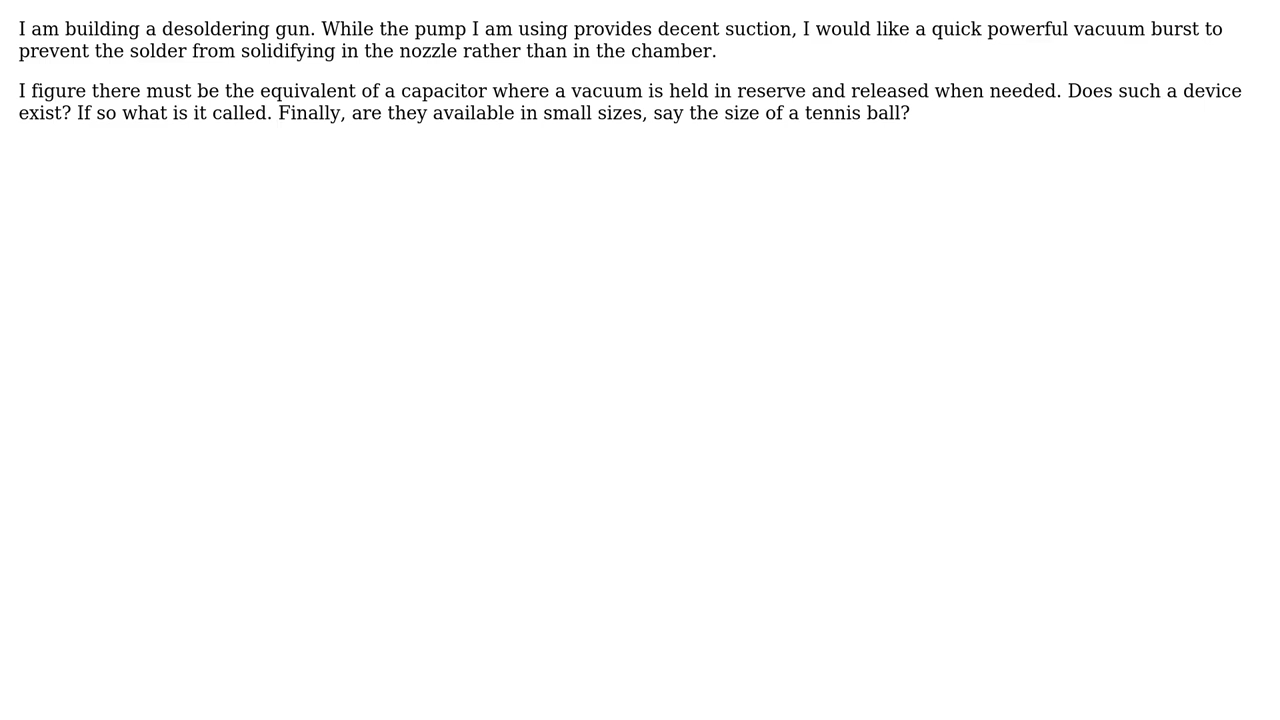 I am building a desoldering gun. While the pump I am using provides decent suction, I would like a quick powerful vacuum burst to
prevent the solder from solidifying in the nozzle rather than in the chamber.
I figure there must be the equivalent of a capacitor where a vacuum is held in reserve and released when needed. Does such a device
exist? If so what is it called. Finally, are they available in small sizes, say the size of a tennis ball?